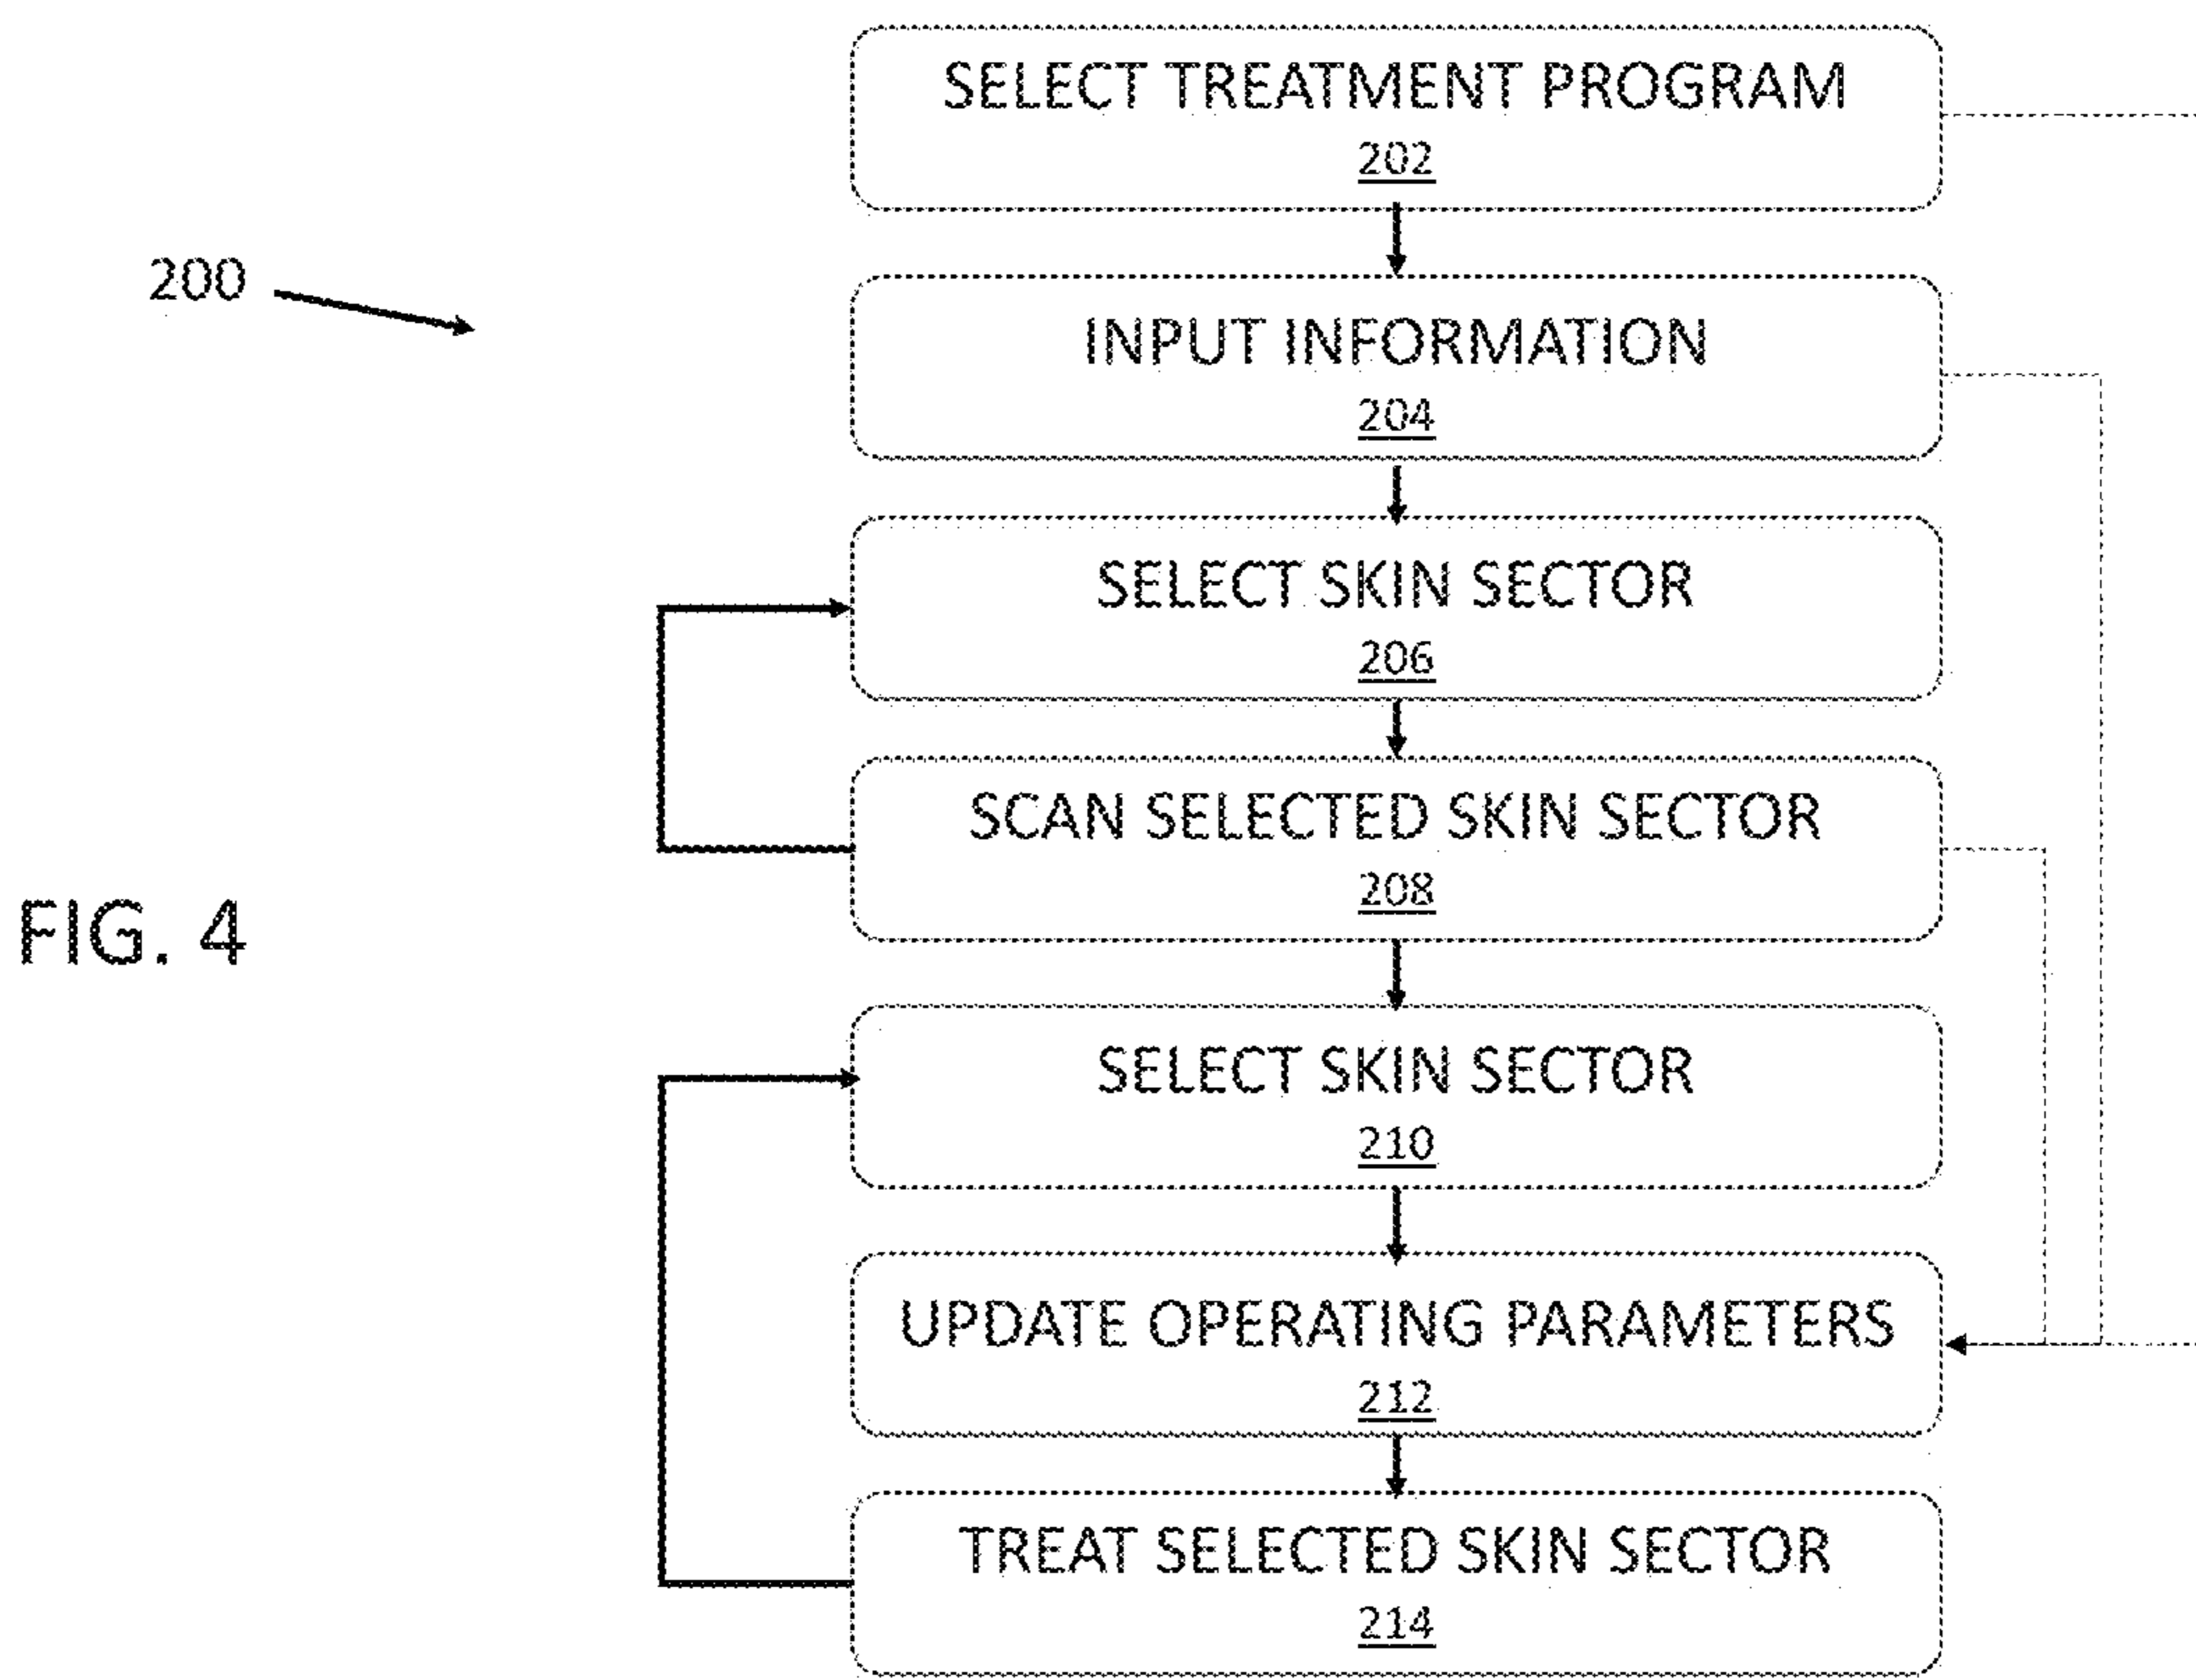 SELECT TREATMENT PROGRAM
202
200
INPUT INFORMATION
204
SELECT SKIN SECTOR
206
SCAN SELECTED SKIN SECTOR
208
FIG. 4
SELECT SKIN SECTOR
210
UPDATE OPERATING PARAMETERS
212
TREAT SELECTED SKIN SECTOR
214